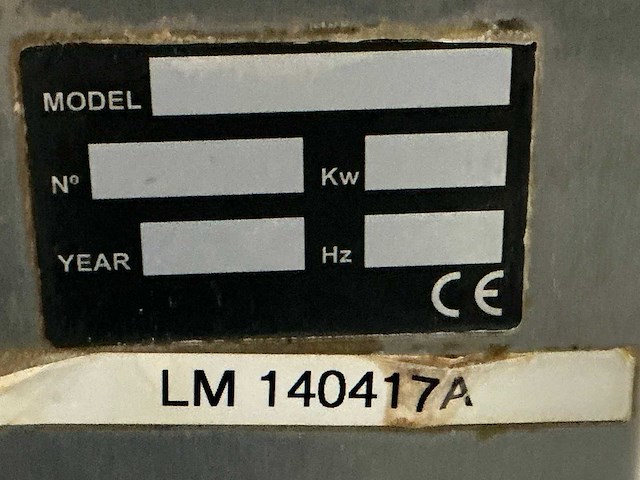 MODEL
Nº Kw
YEAR Hz
CE
LM 140417A